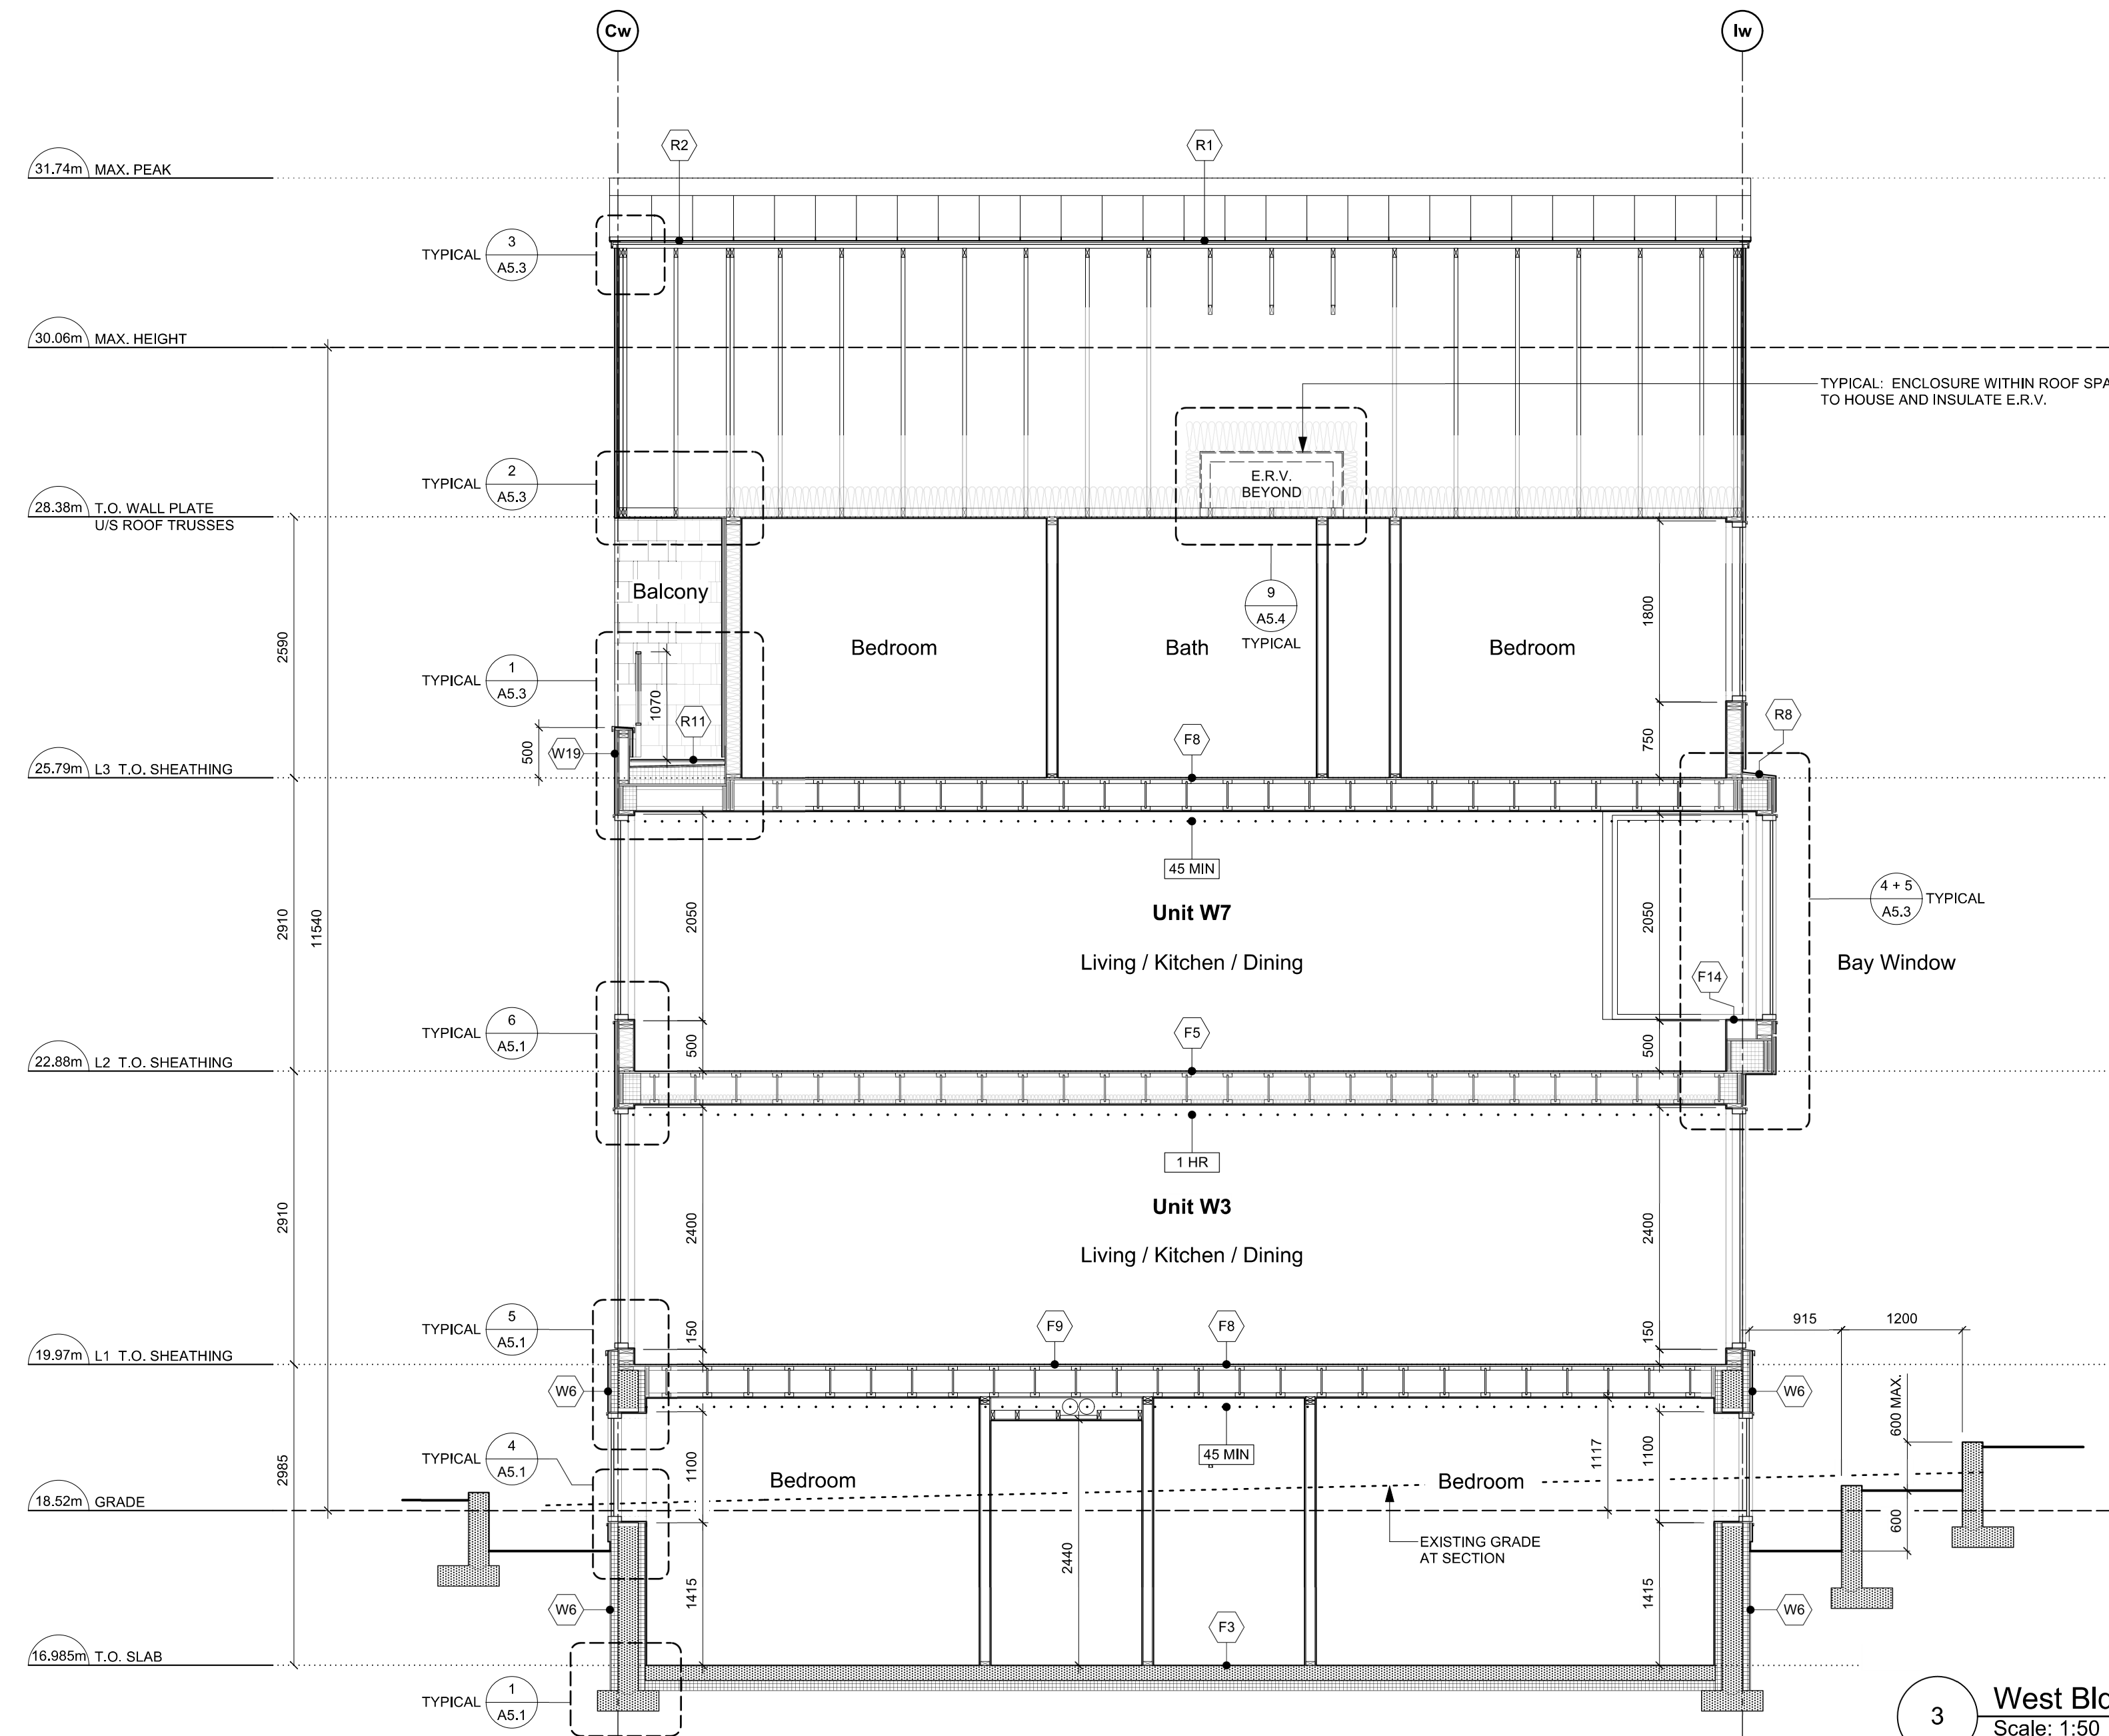 Cw
Iw
R2
R1
31.74m MAX. PEAK
3
TYPICAL
A5.3
30.06m MAX. HEIGHT
TYPICAL: ENCLOSURE WITHIN ROOF
TO HOUSE AND INSULATE E.R.V.
2
TYPICAL
A5.3
E.R.V.
BEYOND
28.38m T.O. WALL PLATE
U/S ROOF TRUSSES
Balcony
9
A5.4
TYPICAL
2590
1800
Bedroom
Bath
Bedroom
1
TYPICAL
A5.3
1070
R11
R8
500
W19
F8
750
25.79m L3 T.O. SHEATHING
45 MIN
4 + 5
A5.3
TYPICAL
2910
11540
2050
Unit W7
2050
Living / Kitchen / Dining
Bay Window
F14
6
TYPICAL
A5.1
500
F5
500
22.88m L2 T.O. SHEATHING
1 HR
Unit W3
2910
2400
2400
Living / Kitchen / Dining
5
TYPICAL
A5.1
150
F9
F8
150
915
1200
19.97m L1 T.O. SHEATHING
W6
W6
600 MAX.
4
TYPICAL
A5.1
2985
1100
45 MIN
1117
1100
Bedroom
Bedroom
18.52m GRADE
EXISTING GRADE
AT SECTION
600
2440
1415
1415
W6
F3
W6
16.985m T.O. SLAB
1
TYPICAL
A5.1
3
West
Scale: 1:50